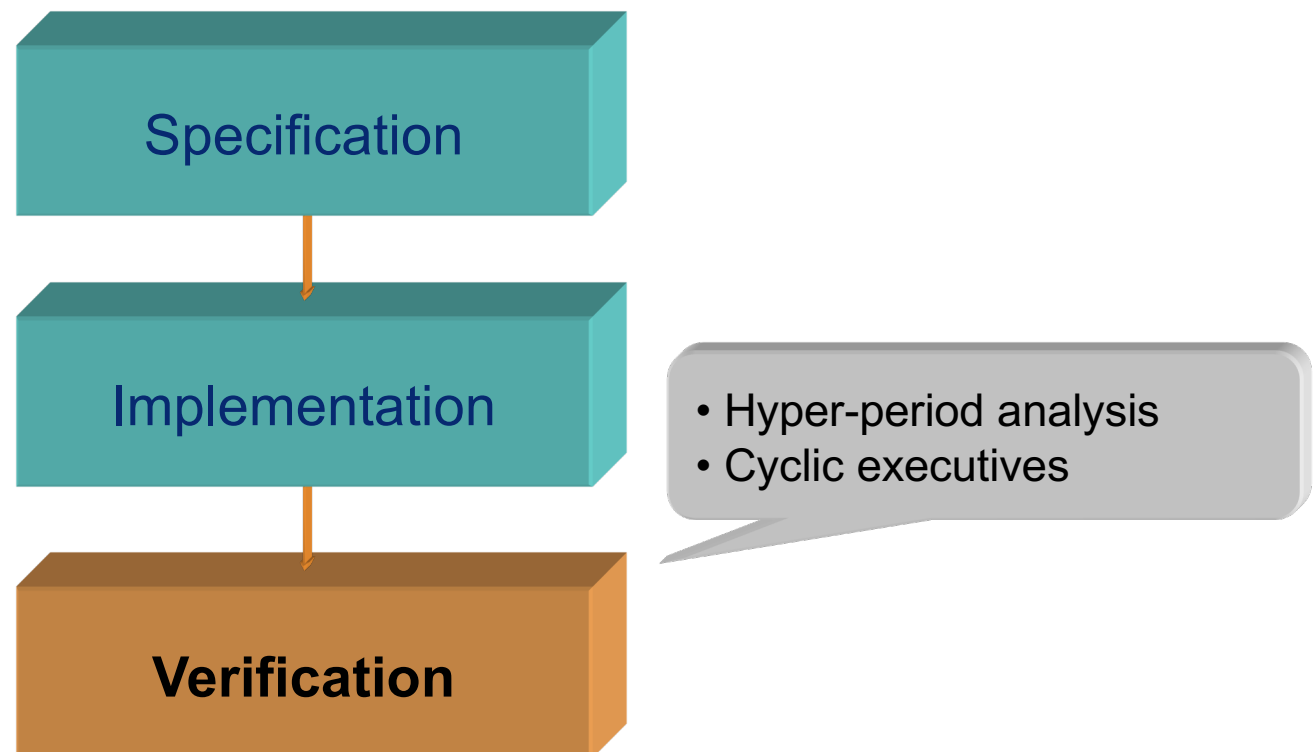 Specification
Implementation
• Hyper-period analysis
• Cyclic executives
Verification